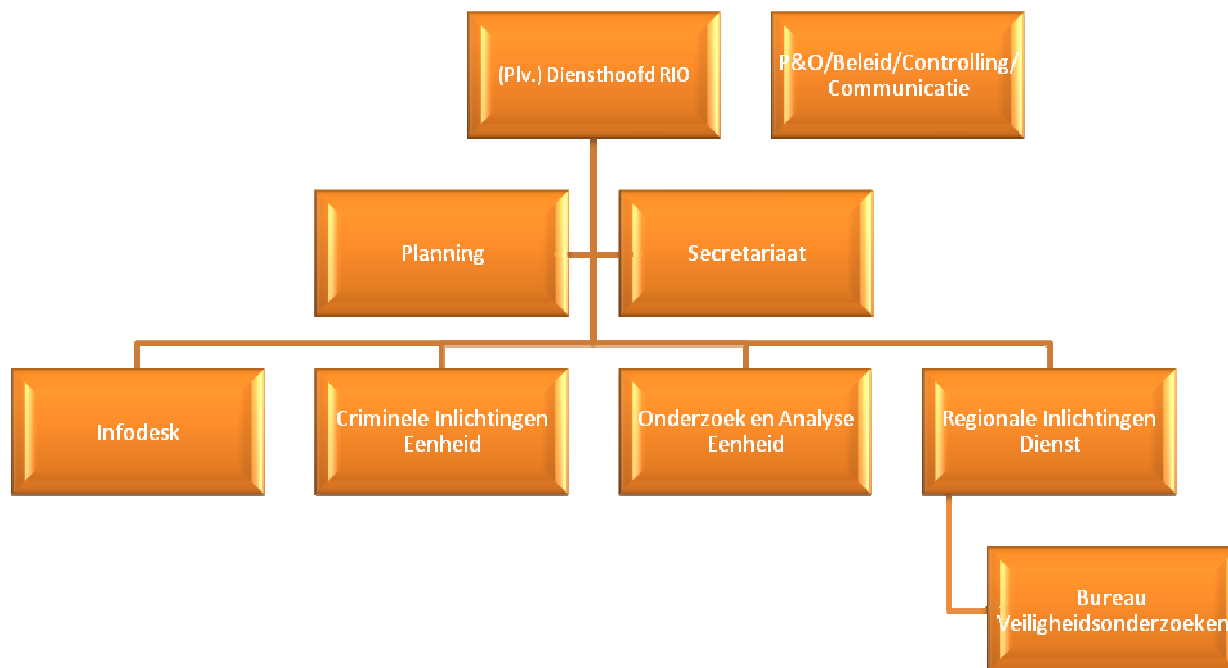 (Plv.) Diensthoofd RIO
P&O/Beleid/Controlling/
Communicatie
Planning
Secretariaat
Infodesk
Criminele Inlichtingen
Eenheid
Onderzoek en Analyse
Eenheid
Regionale Inlichtingen
Dienst
Bureau
Veiligheidsonderzoeken